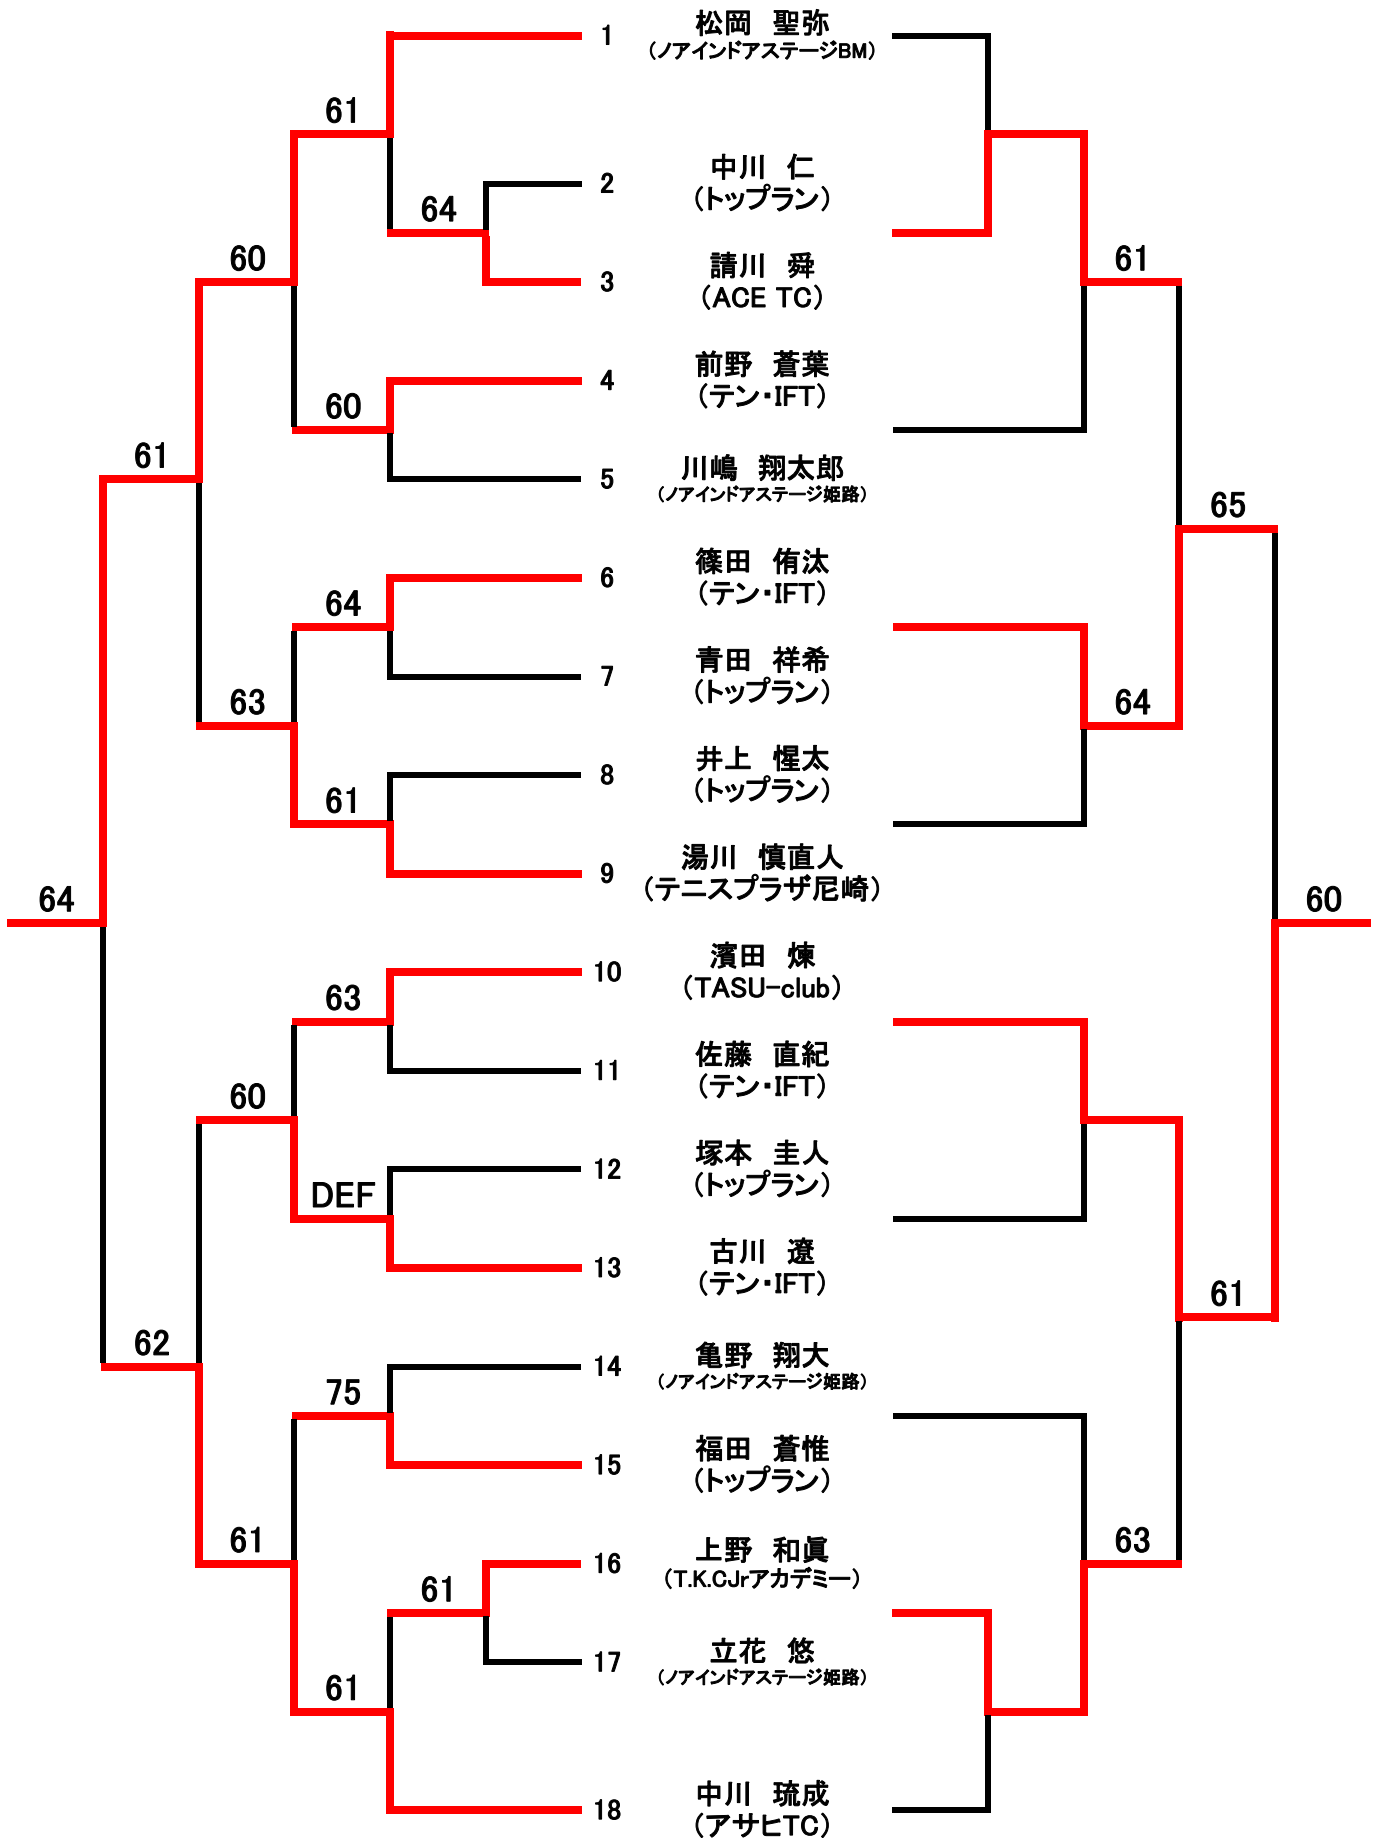 1 松岡 聖弥
(ノアインドアステージBM)
61
2 中川 仁
(トップラン)
64
60
3 請川 舜
(ACE TC)
61
4 前野 蒼葉
(テン・IFT)
60
61
5 川嶋 翔太郎
(ノアインドアステージ姫路)
65
6 篠田 侑汰
(テン・IFT)
64
7 青田 祥希
(トップラン)
63
64
8 井上 惺太
(トップラン)
61
9 湯川 慎直人
(テニスプラザ尼崎)
64
60
10 濱田 煉
(TASU-club)
63
11 佐藤 直紀
(テン・IFT)
60
12 塚本 圭人
(トップラン)
DEF
13 古川 遼
(テン・IFT)
61
62
14 亀野 翔大
(ノアインドアステージ姫路)
75
15 福田 蒼惟
(トップラン)
61
63
16 上野 和眞
(T.K.CJrアカデミー)
61
17 立花 悠
(ノアインドアステージ姫路)
61
18 中川 琉成
(アサヒTC)